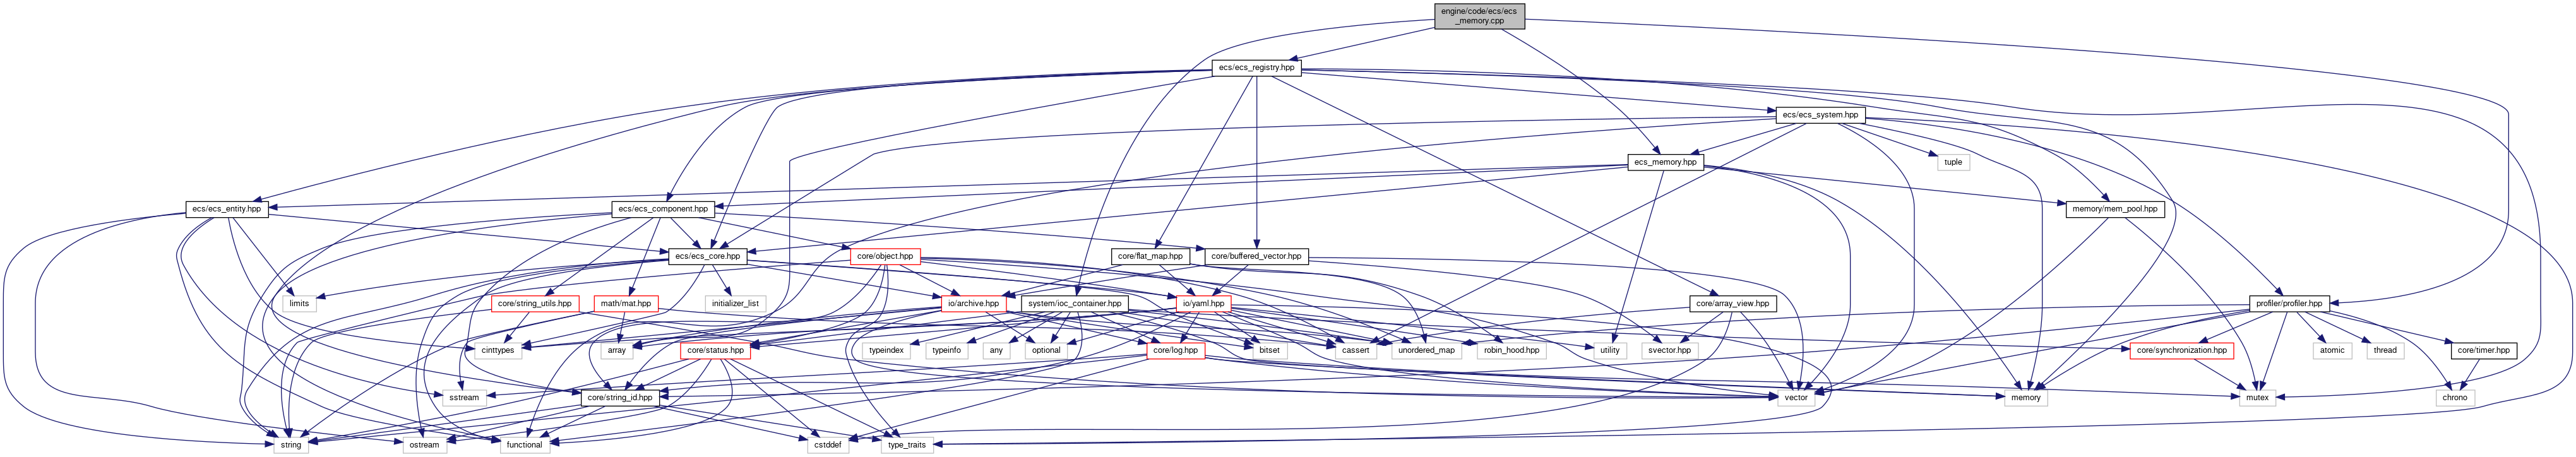 engine/code/ecs/ecs
_memory.cpp
ecs/ecs_registry.hpp
ecs/ecs_system.hpp
ecs_memory.hpp
tuple
ecs/ecs_entity.hpp
ecs/ecs_component.hpp
memory/mem_pool.hpp
ecs/ecs_core.hpp
core/object.hpp
core/flat_map.hpp
core/buffered_vector.hpp
limits
core/string_utils.hpp
math/mat.hpp
initializer_list
io/archive.hpp
system/ioc_container.hpp
io/yaml.hpp
core/array_view.hpp
profiler/profiler.hpp
cinttypes
array
core/status.hpp
typeindex
typeinfo
any
optional
core/log.hpp
bitset
cassert
unordered_map
robin_hood.hpp
utility
svector.hpp
core/synchronization.hpp
atomic
thread
core/timer.hpp
sstream
core/string_id.hpp
vector
memory
mutex
chrono
string
ostream
functional
cstddef
type_traits